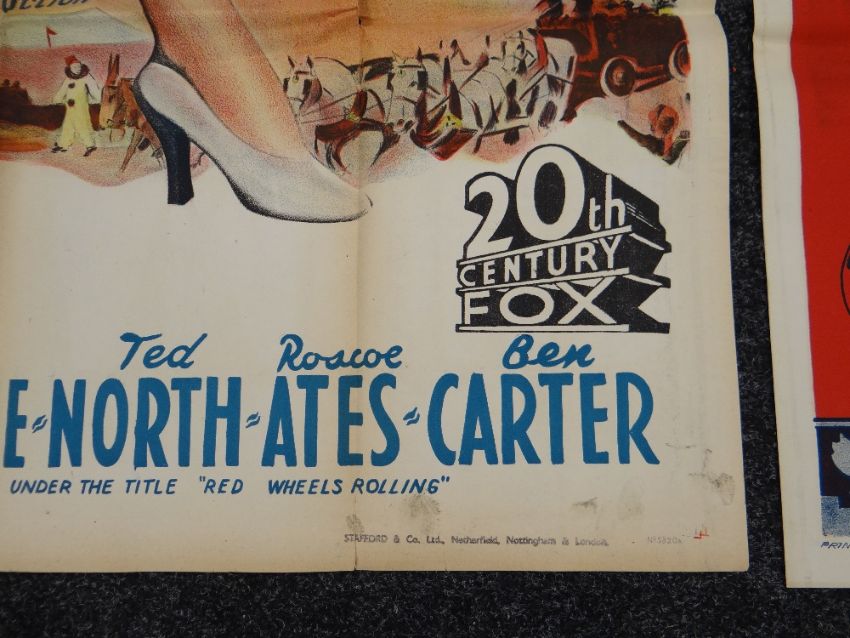 20th
CENTURY
FOX
Ted Roscoe Ben
E-NORTH-ATES-CARTER
UNDER THE TITLE "RED WHEELS ROLLING"
STAFFORD & Co. Ltd., Netherfield, Nottingham & London.
PRIN